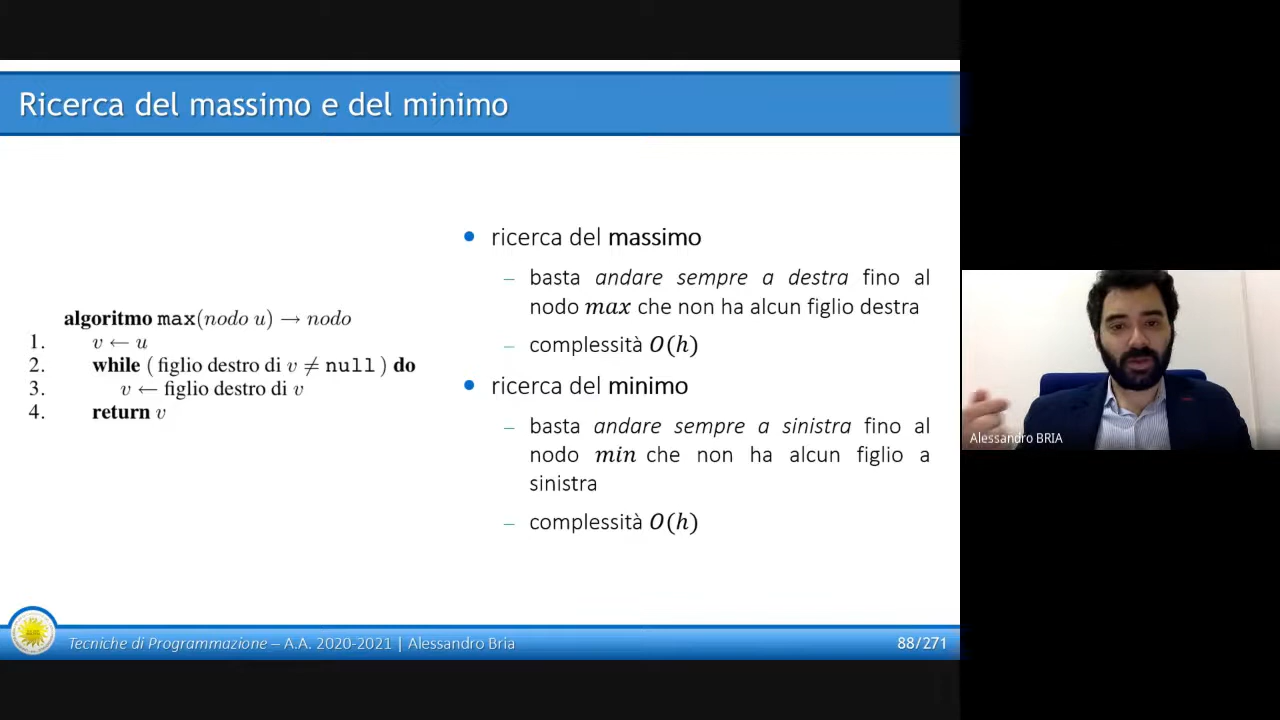 Ricerca del massimo e del minimo
algoritmo max(nodo u) → nodo
1. v ← u
2. while ( figlio destro di v ≠ null ) do
3. v ← figlio destro di v
4. return v
• ricerca del massimo
– basta andare sempre a destra fino al
nodo max che non ha alcun figlio destra
– complessità O(h)
• ricerca del minimo
– basta andare sempre a sinistra fino al
nodo min che non ha alcun figlio a
sinistra
– complessità O(h)
Alessandro BRIA
Tecniche di Programmazione – A.A. 2020-2021 | Alessandro Bria
88/271